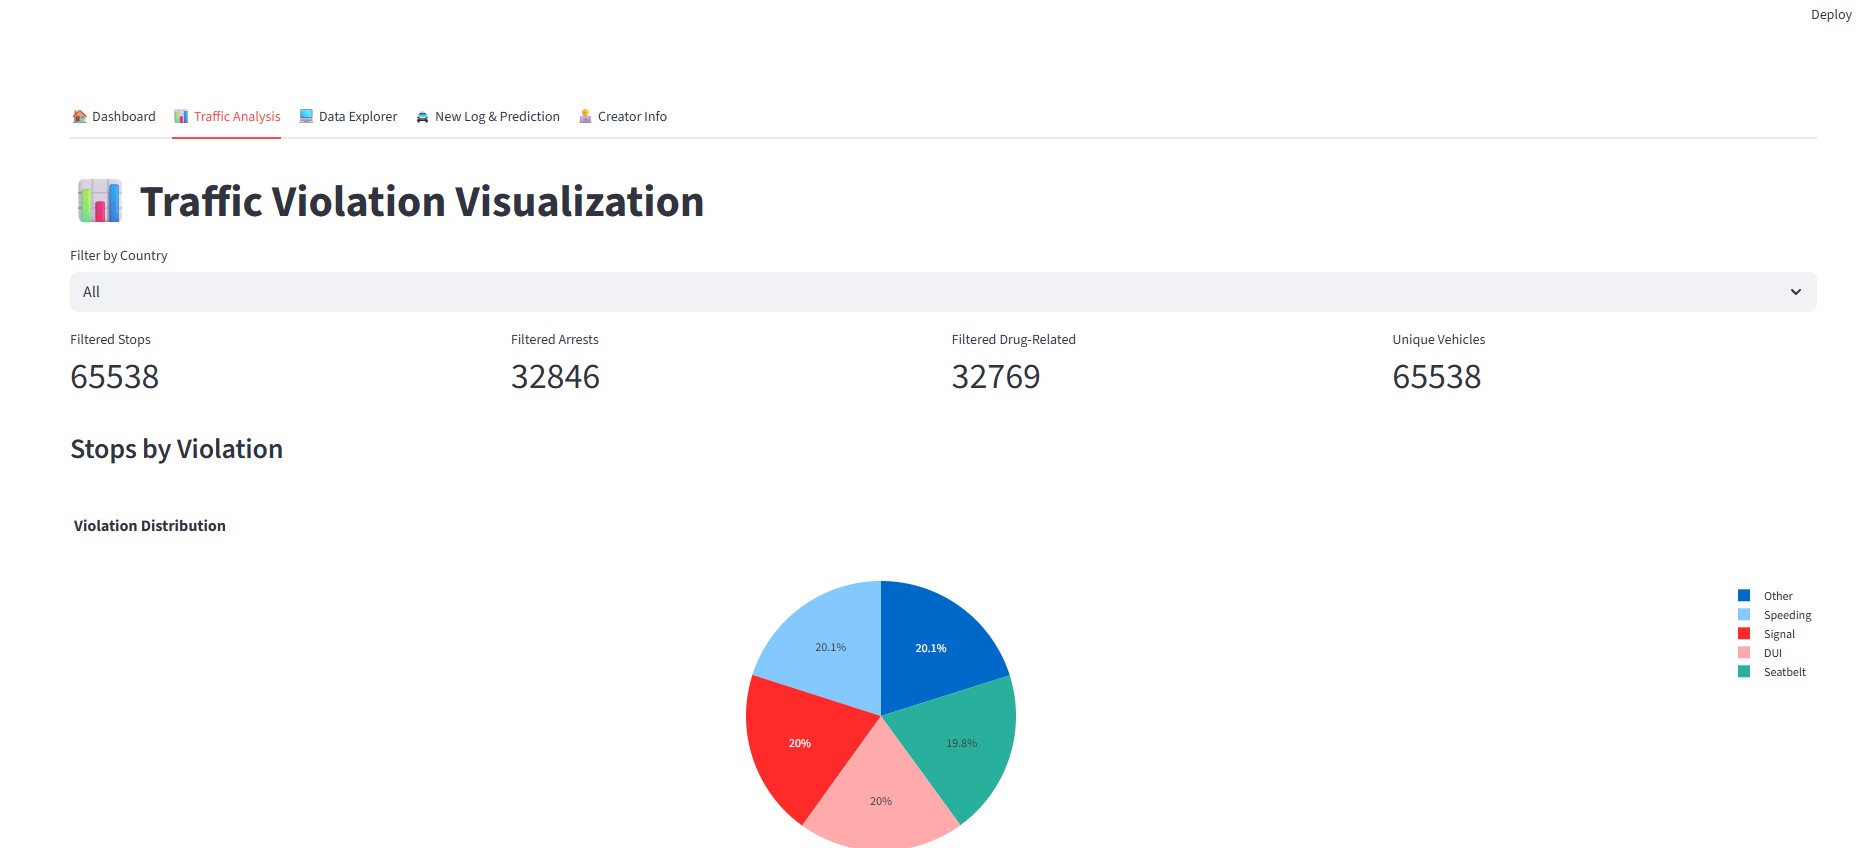 Deploy
Dashboard Traffic Analysis Data Explorer New Log & Prediction Creator Info
Traffic Violation Visualization
Filter by Country
All
Filtered Stops Filtered Arrests Filtered Drug-Related Unique Vehicles
65538 32846 32769 65538
Stops by Violation
Violation Distribution
Other
Speeding
Signal
DUI
Seatbelt
20.1% 20.1%
20% 19.8%
20%